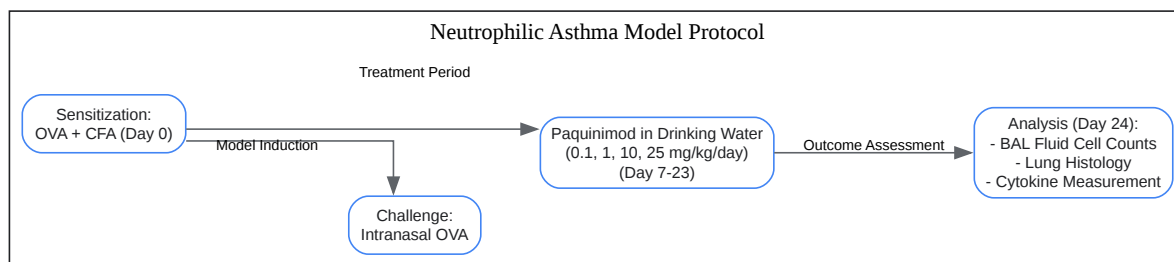 Neutrophilic Asthma Model Protocol
Treatment Period
Sensitization:
OVA + CFA (Day 0)
Model Induction
Challenge:
Intranasal OVA
Paquinimod in Drinking Water
(0.1, 1, 10, 25 mg/kg/day)
(Day 7-23)
Outcome Assessment
Analysis (Day 24):
- BAL Fluid Cell Counts
- Lung Histology
- Cytokine Measurement